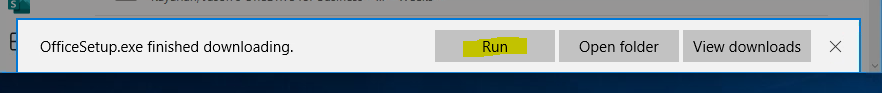 OfficeSetup.exe finished downloading.
Run
Open folder
View downloads